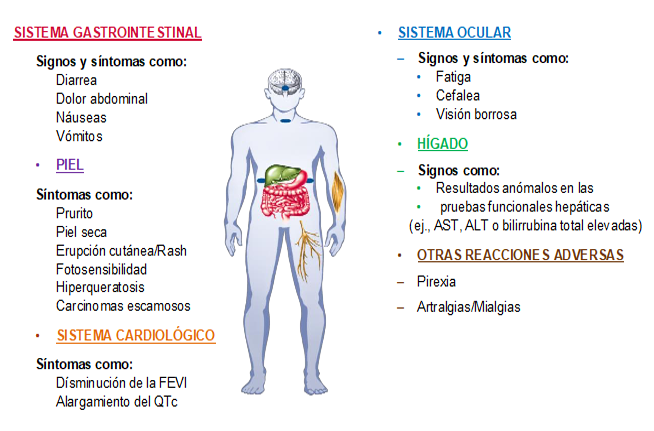 SISTEMA GASTROINTESTINAL
Signos y síntomas como:
Diarrea
Dolor abdominal
Náuseas
Vómitos
• PIEL
Síntomas como:
Prurito
Piel seca
Erupción cutánea/Rash
Fotosensibilidad
Hiperqueratosis
Carcinomas escamosos
• SISTEMA CARDIOLÓGICO
Síntomas como:
Dísminución de la FEVI
Alargamiento del QTc
• SISTEMA OCULAR
– Signos y síntomas como:
• Fatiga
• Cefalea
• Visión borrosa
• HÍGADO
– Signos como:
• Resultados anómalos en las
• pruebas funcionales hepáticas
(ej., AST, ALT o bilirrubina total elevadas)
• OTRAS REACCIONES ADVERSAS
– Pirexia
– Artralgias/Mialgias